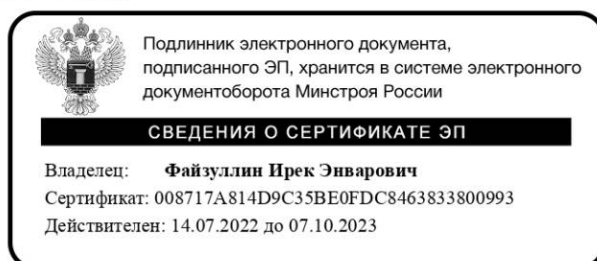 Подлинник электронного документа,
подписанного ЭП, хранится в системе электронного
документоборота Минстроя России
СВЕДЕНИЯ О СЕРТИФИКАТЕ ЭП
Владелец: Файзуллин Ирек Энварович
Сертификат: 008717A814D9C35BE0FDC8463833800993
Действителен: 14.07.2022 до 07.10.2023